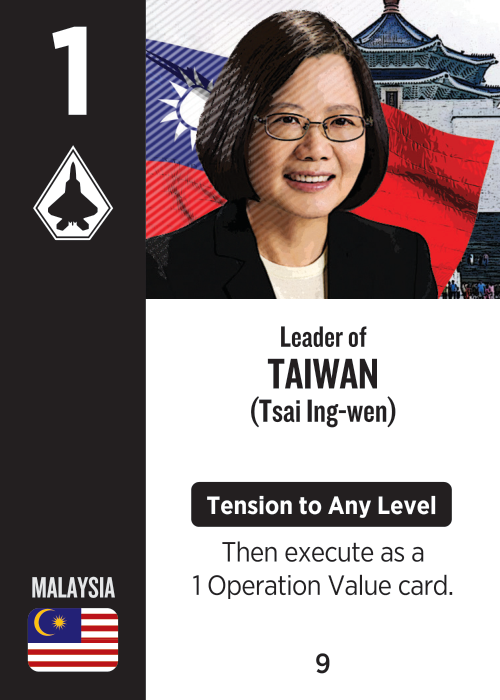 1
Leader of
TAIWAN
(Tsai Ing-wen)
Tension to Any Level
Then execute as a
1 Operation Value card.
MALAYSIA
9